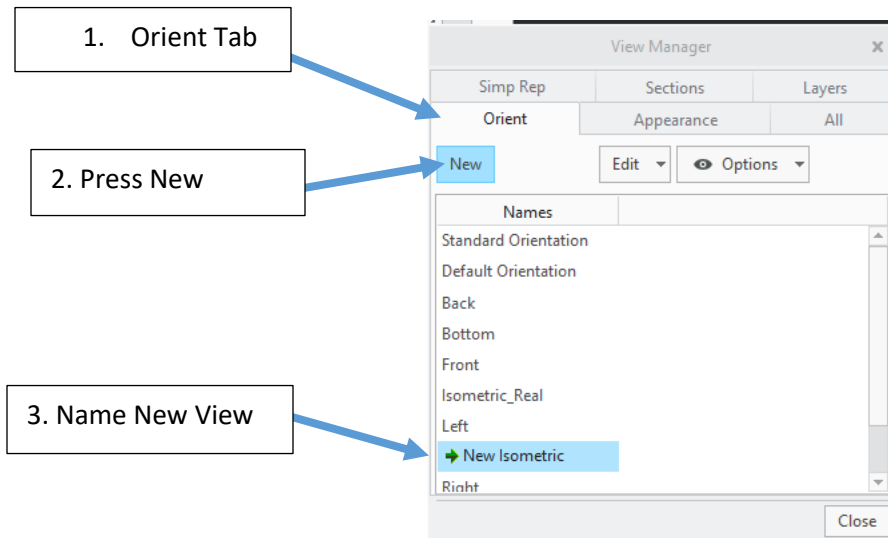 1. Orient Tab
2. Press New
3. Name New View
View Manager
Simp Rep
Sections
Layers
Orient
Appearance
All
New
Edit
Options
Names
Standard Orientation
Default Orientation
Back
Bottom
Front
Isometric_Real
Left
New Isometric
Right
Close